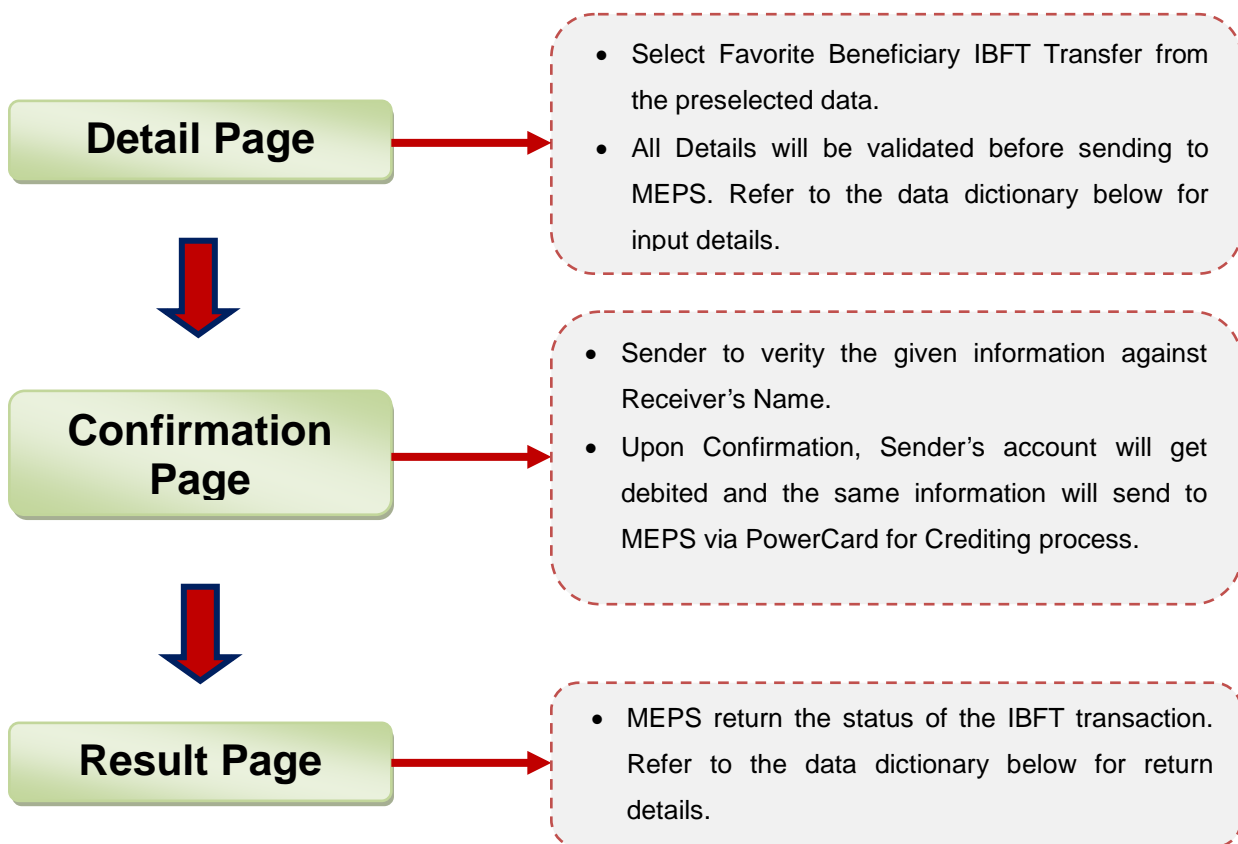 Detail Page
• Select Favorite Beneficiary IBFT Transfer from
the preselected data.
• All Details will be validated before sending to
MEPS. Refer to the data dictionary below for
input details.
Confirmation
Page
• Sender to verity the given information against
Receiver's Name.
• Upon Confirmation, Sender's account will get
debited and the same information will send to
MEPS via PowerCard for Crediting process.
Result Page
• MEPS return the status of the IBFT transaction.
Refer to the data dictionary below for return
details.